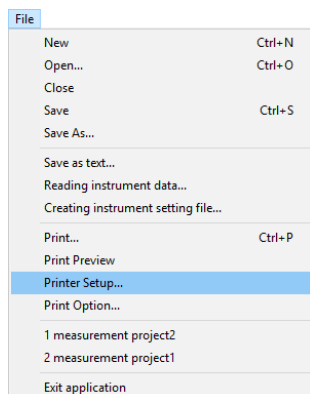 File
New Ctrl+N
Open... Ctrl+O
Close
Save Ctrl+S
Save As...
Save as text...
Reading instrument data...
Creating instrument setting file...
Print... Ctrl+P
Print Preview
Printer Setup...
Print Option...
1 measurement project2
2 measurement project1
Exit application